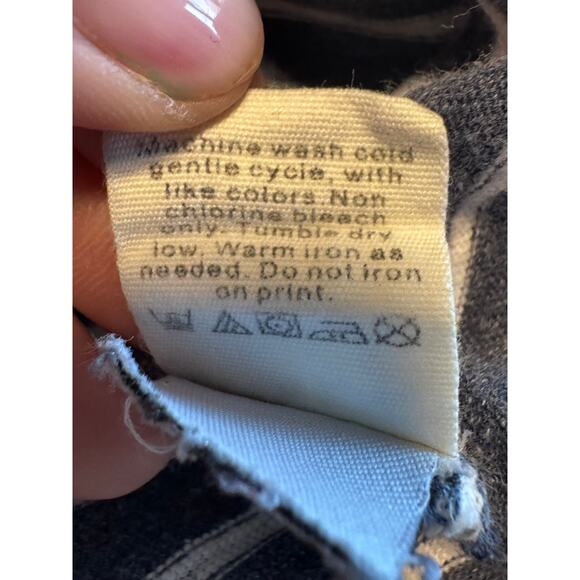 Machine wash cold
gentle cycle, with
like colors Non
chlorine bleach
only. Tumble dry
low. Warm iron as
needed. Do not iron
on print.